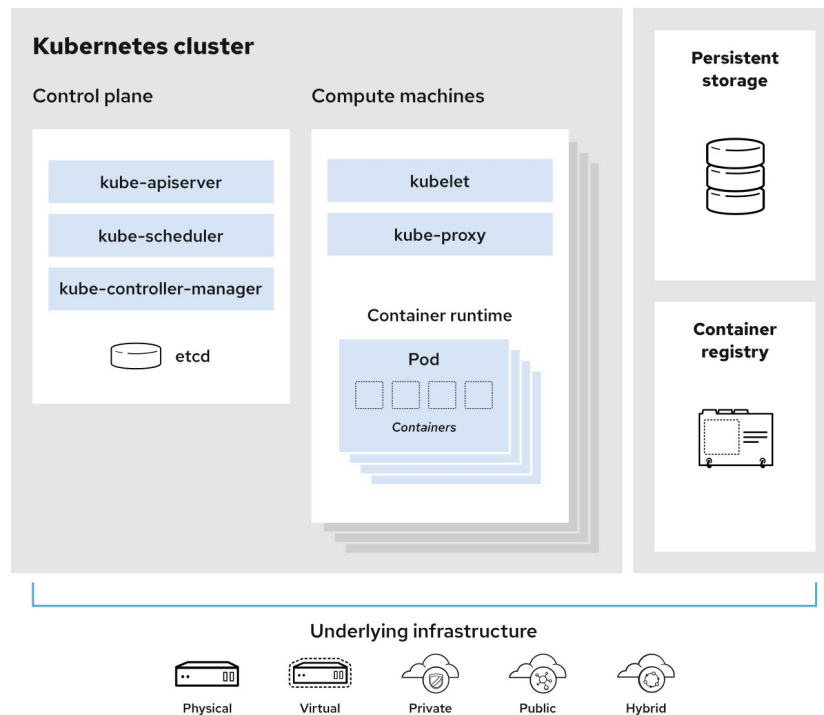 Kubernetes cluster
Control plane
kube-apiserver
kube-scheduler
kube-controller-manager
etcd
Compute machines
kubelet
kube-proxy
Container runtime
Pod
Containers
Persistent
storage
Container
registry
Underlying infrastructure
Physical
Virtual
Private
Public
Hybrid